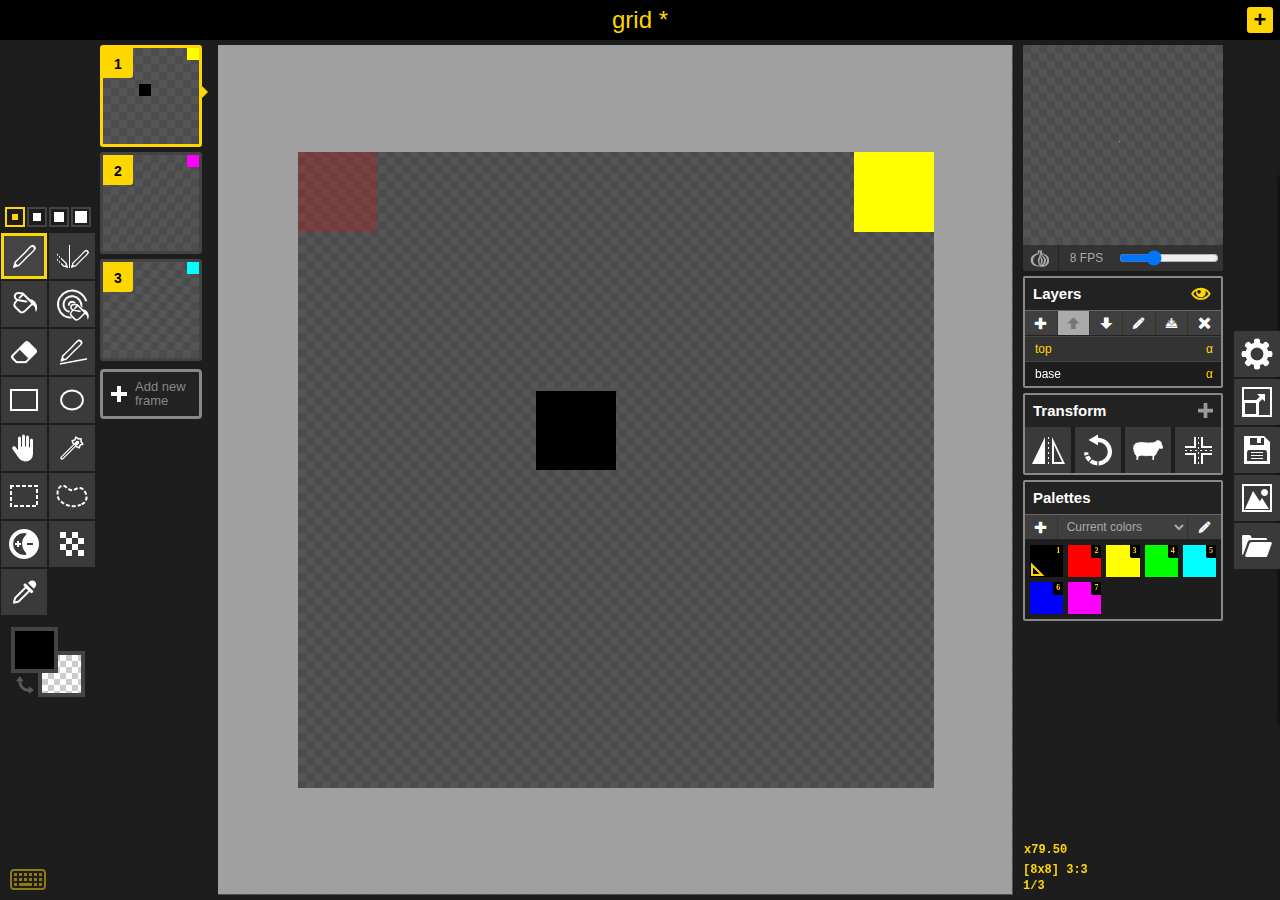 grid *
1
2
3
Add new
frame
8 FPS
Layers
top α
base α
Transform
Palettes
Current colors
1 2 3 4 5
6 7
x79.50
[8x8] 3:3
1/3